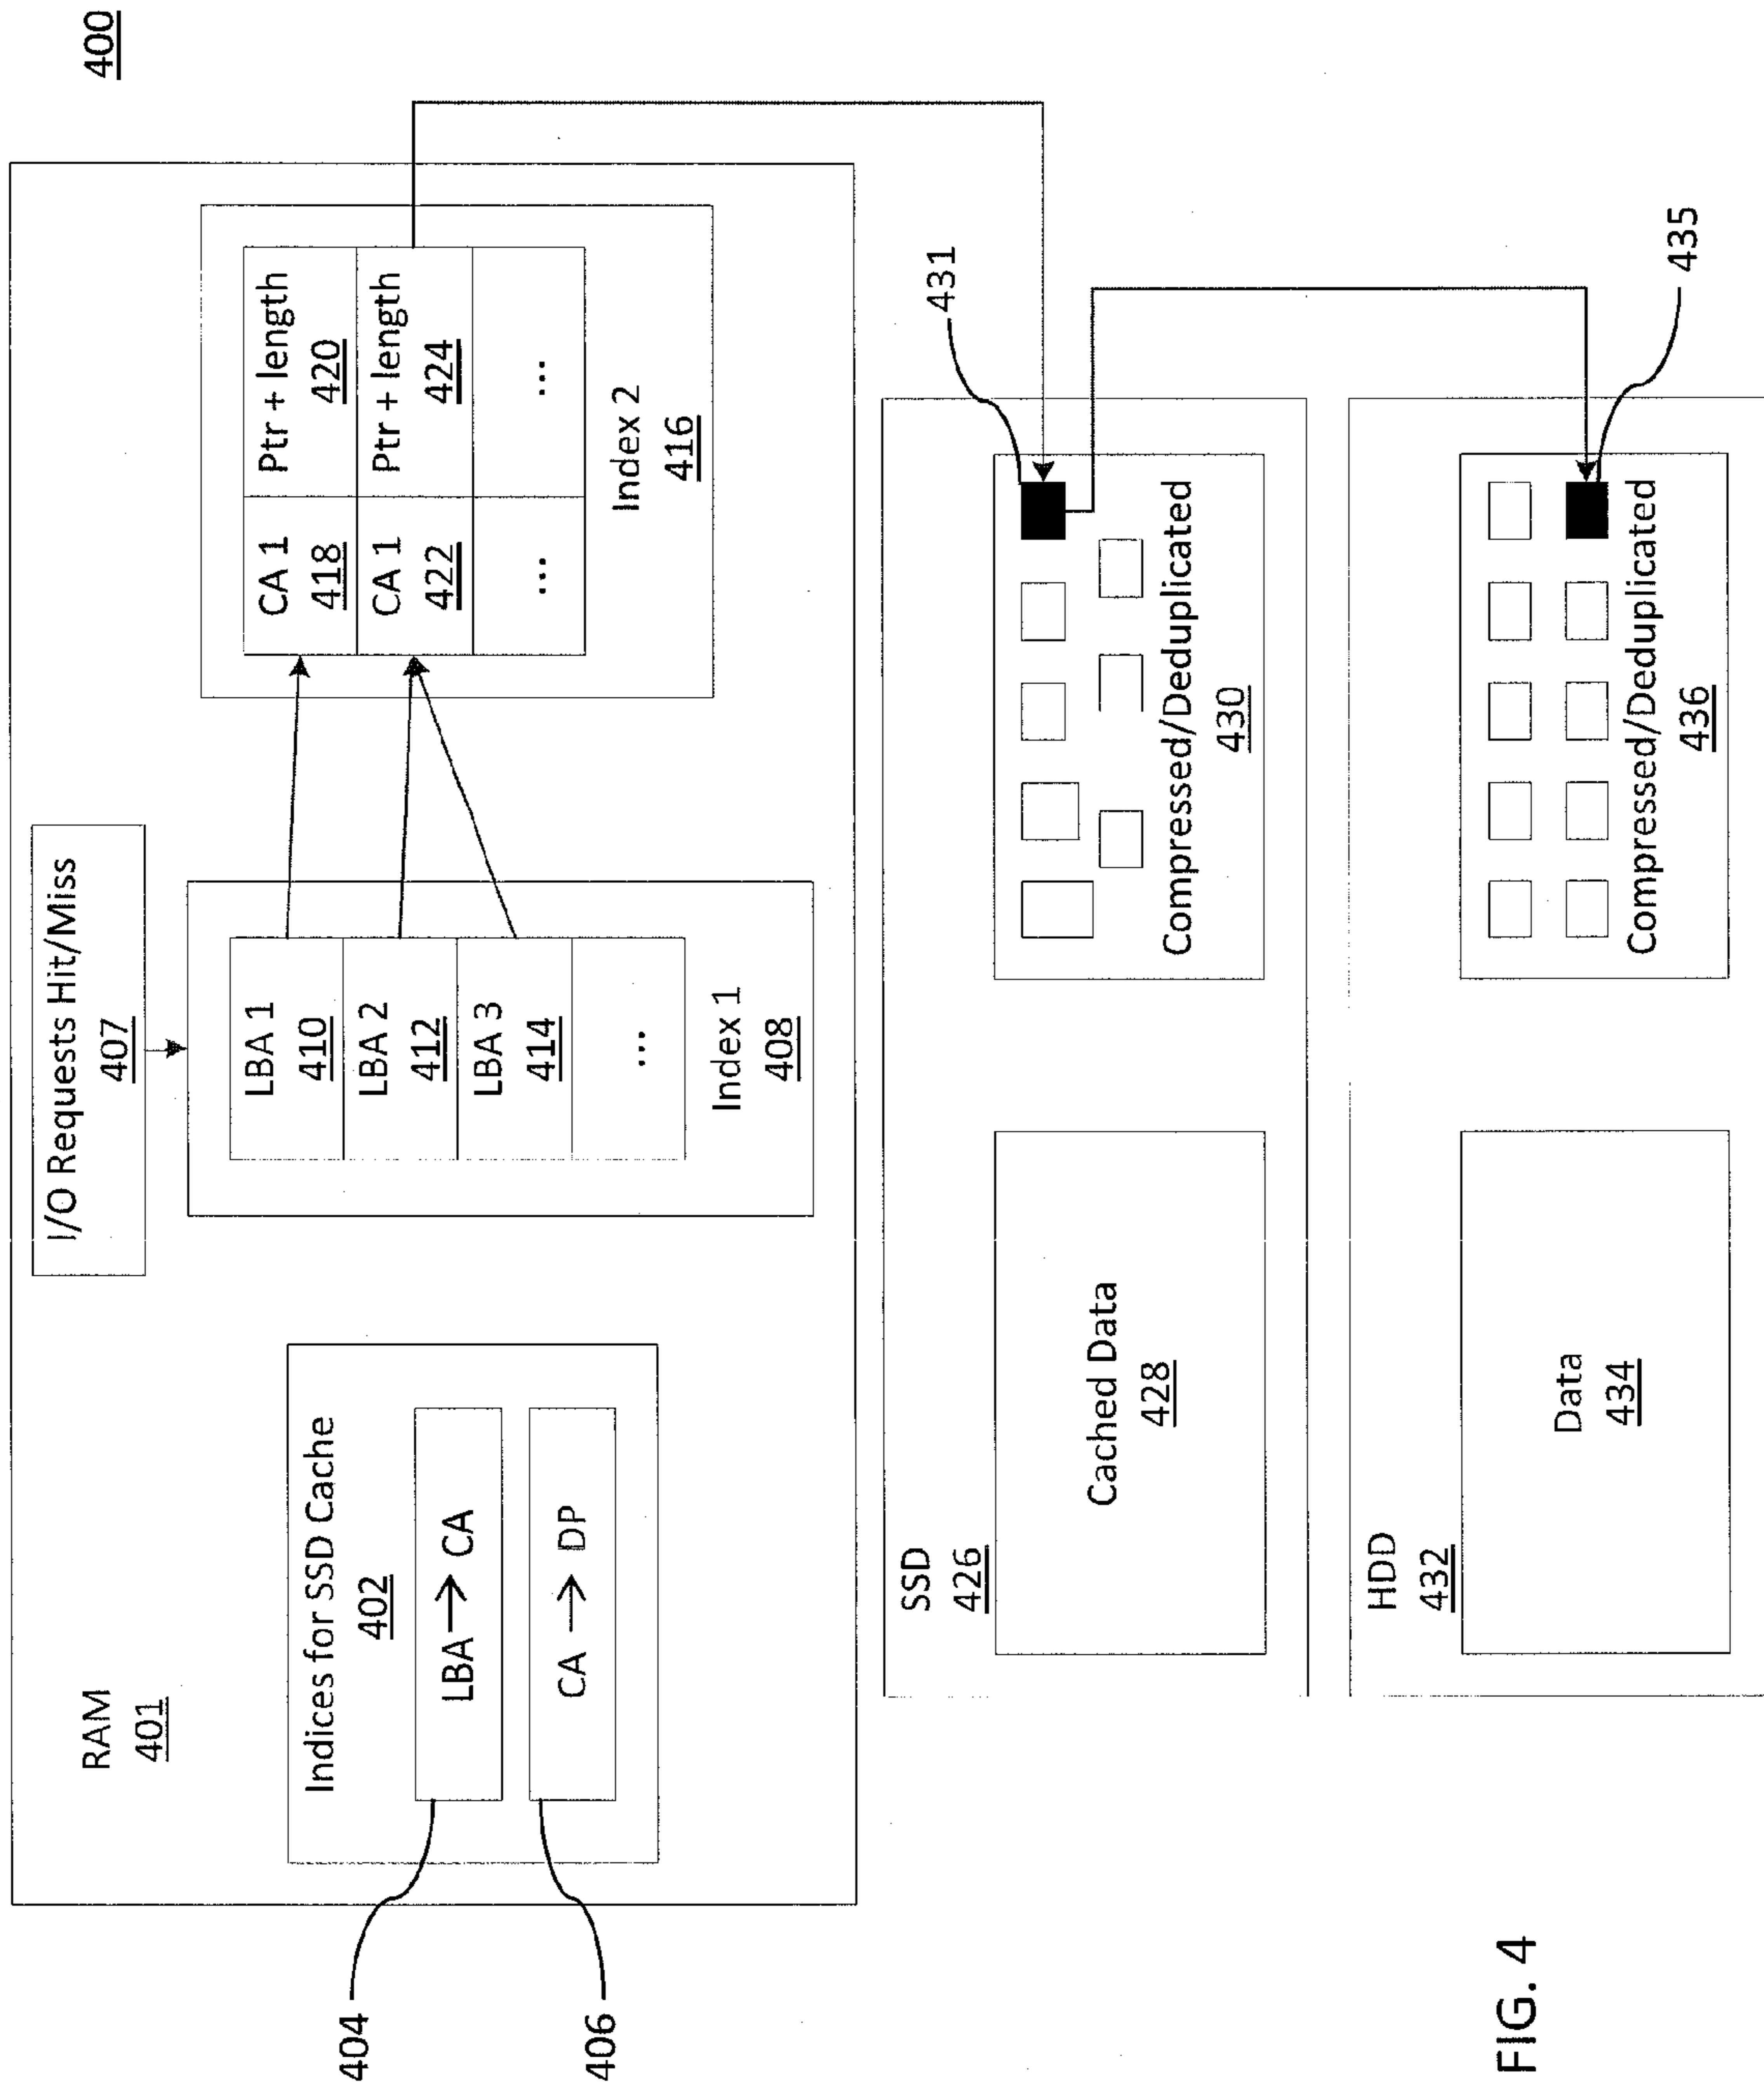 400
RAM
401
Indices for SSD Cache
402
LBA → CA
CA → DP
404
406
I/O Requests Hit/Miss
407
LBA 1
410
LBA 2
412
LBA 3
414
...
Index 1
408
CA 1
418
Ptr + length
420
CA 1
422
Ptr + length
424
...
...
Index 2
416
SSD
426
Cached Data
428
431
Compressed/Deduplicated
430
HDD
432
Data
434
435
Compressed/Deduplicated
436
FIG. 4